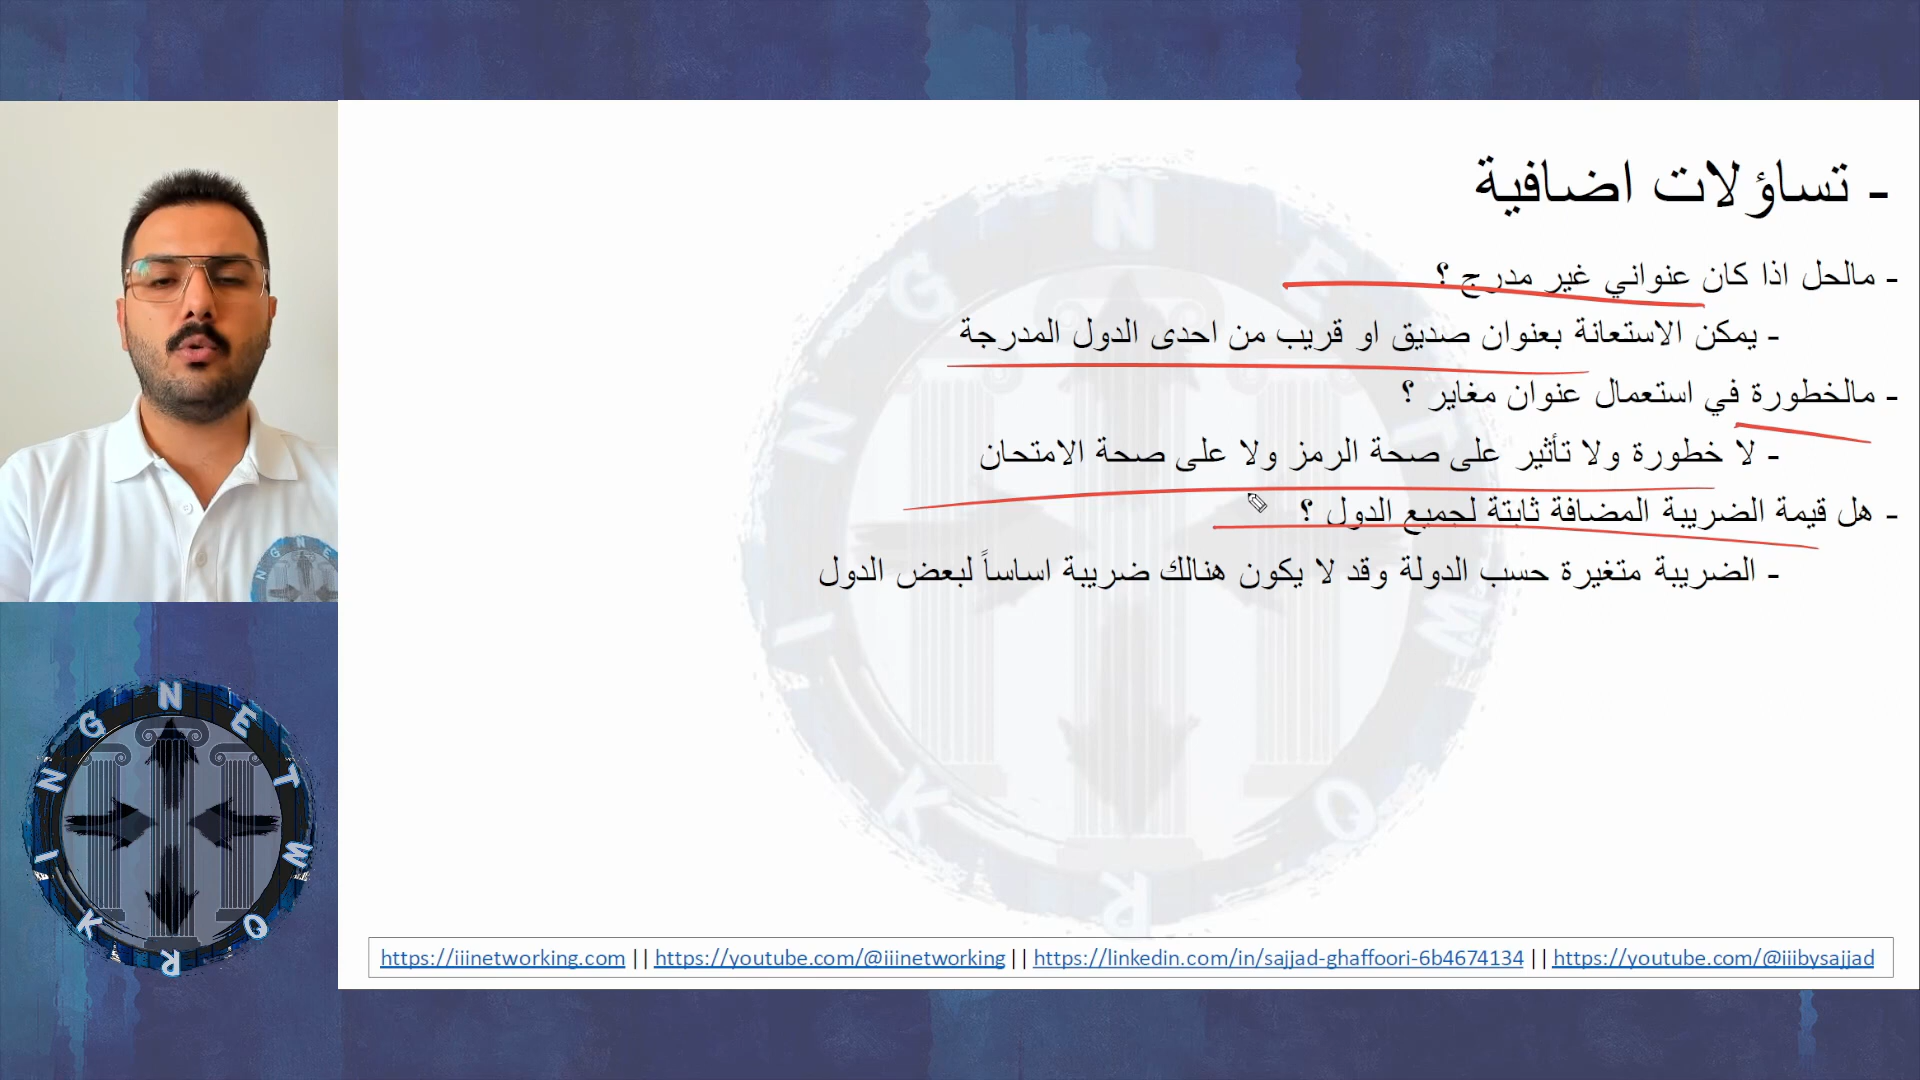 - تساؤلات اضافية
- مالحل اذا كان عنواني غير مدرج ؟
- يمكن الاستعانة بعنوان صديق او قريب من احدى الدول المدرجة
- مالخطورة في استعمال عنوان مغاير ؟
- لا خطورة ولا تأثير على صحة الرمز ولا على صحة الامتحان
- هل قيمة الضريبة المضافة ثابتة لجميع الدول ؟
- الضريبة متغيرة حسب الدولة وقد لا يكون هنالك ضريبة اساساً لبعض الدول
NETWORKING
https://iiinetworking.com || https://youtube.com/@iiinetworking || https://linkedin.com/in/sajjad-ghaffoori-6b4674134 || https://youtube.com/@iiibysajjad